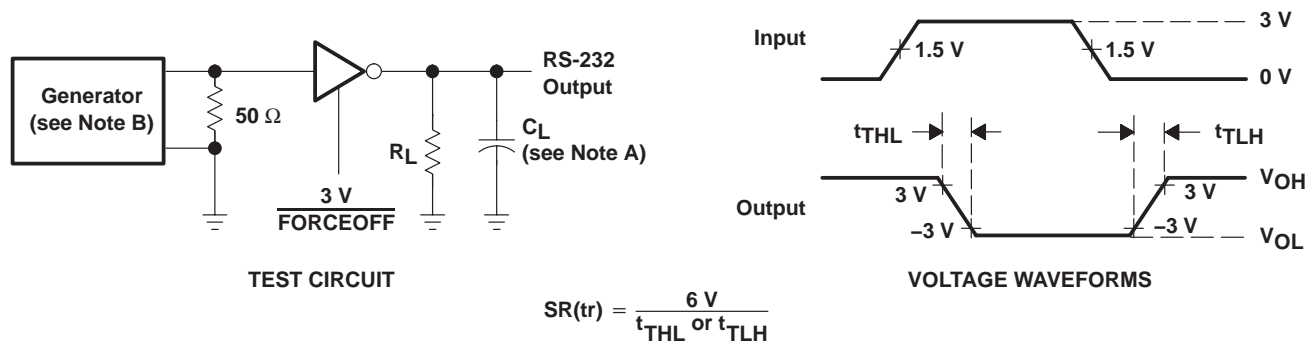 Generator
(see Note B)
50 Ω
3 V
FORCEOFF
RL
CL
(see Note A)
RS-232
Output
TEST CIRCUIT
Input
1.5 V
1.5 V
3 V
0 V
tTHL
tTLH
Output
3 V
–3 V
3 V
–3 V
VOH
VOL
VOLTAGE WAVEFORMS
SR(tr) = 6 V / tTHL or tTLH